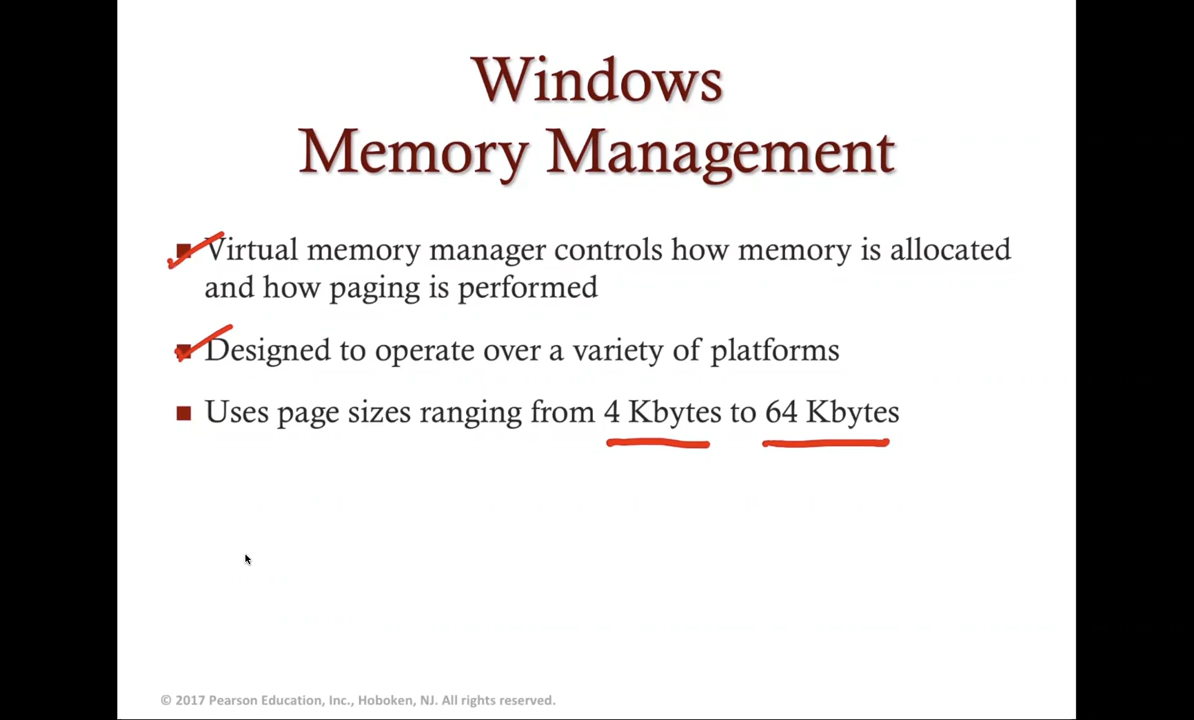 Windows
Memory Management
Virtual memory manager controls how memory is allocated
and how paging is performed
Designed to operate over a variety of platforms
Uses page sizes ranging from 4 Kbytes to 64 Kbytes
© 2017 Pearson Education, Inc., Hoboken, NJ. All rights reserved.